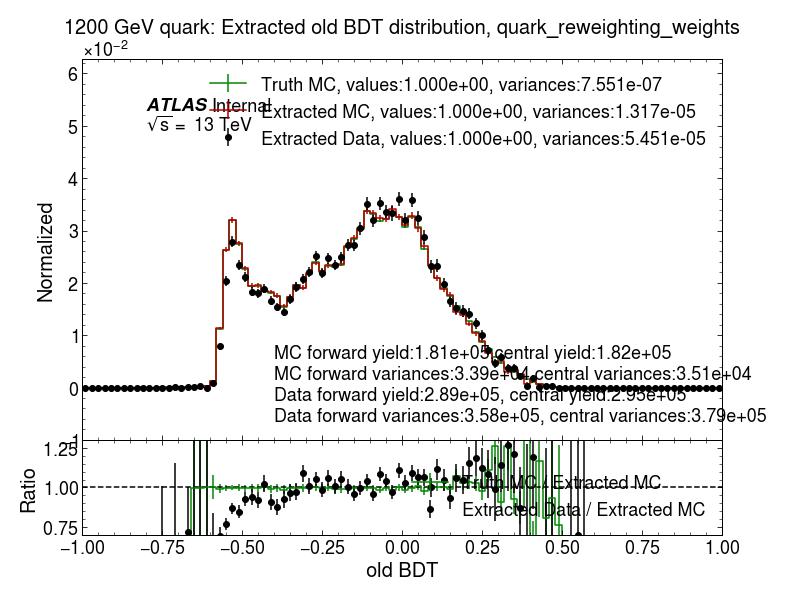 1200 GeV quark: Extracted old BDT distribution, quark_reweighting_weights
×10⁻²
Truth MC, values:1.000e+00, variances:7.551e-07
ATLAS Internal
Extracted MC, values:1.000e+00, variances:1.317e-05
√s = 13 TeV
Extracted Data, values:1.000e+00, variances:5.451e-05
6
5
4
3
2
1
0
1
Normalized
MC forward yield:1.81e+05, central yield:1.82e+05
MC forward variances:3.39e+04, central variances:3.51e+04
Data forward yield:2.89e+05, central yield:2.95e+05
Data forward variances:3.58e+05, central variances:3.79e+05
1.25
1.00
0.75
Ratio
Truth MC / Extracted MC
Extracted Data / Extracted MC
−1.00 −0.75 −0.50 −0.25 0.00 0.25 0.50 0.75 1.00
old BDT